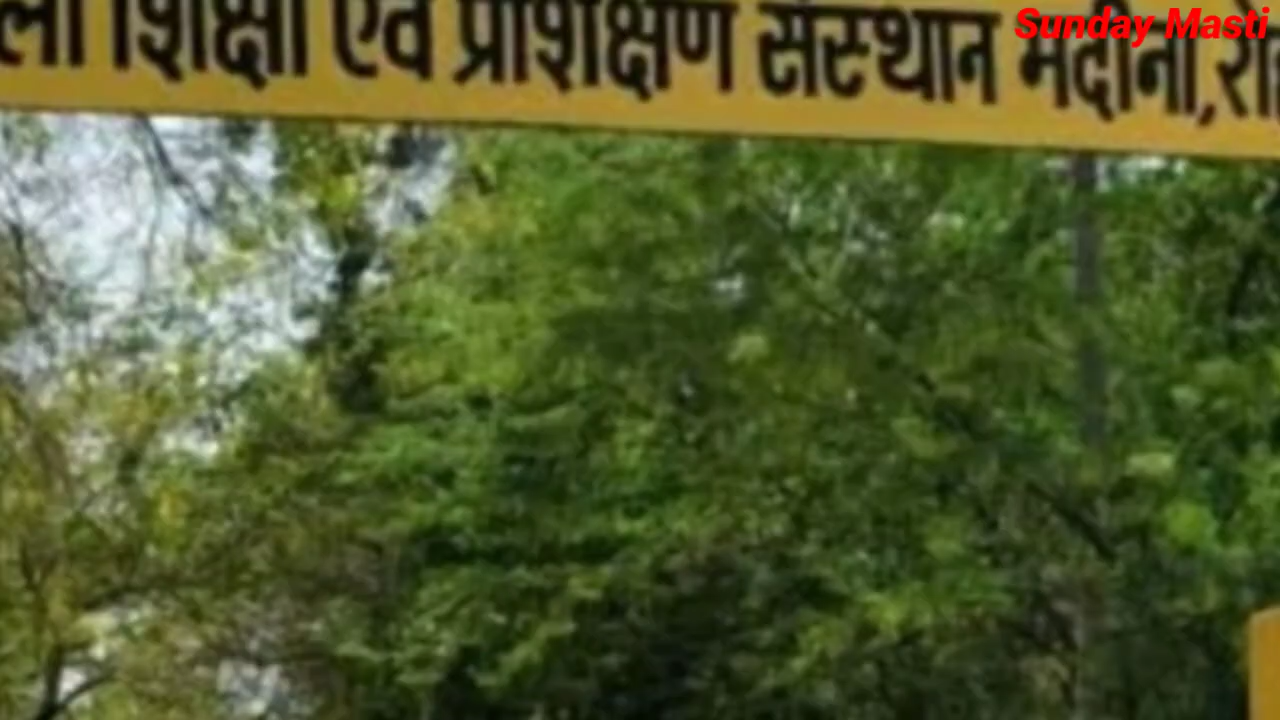 शिक्षा एवं प्रशिक्षण संस्थान मदीना,
Sunday Masti